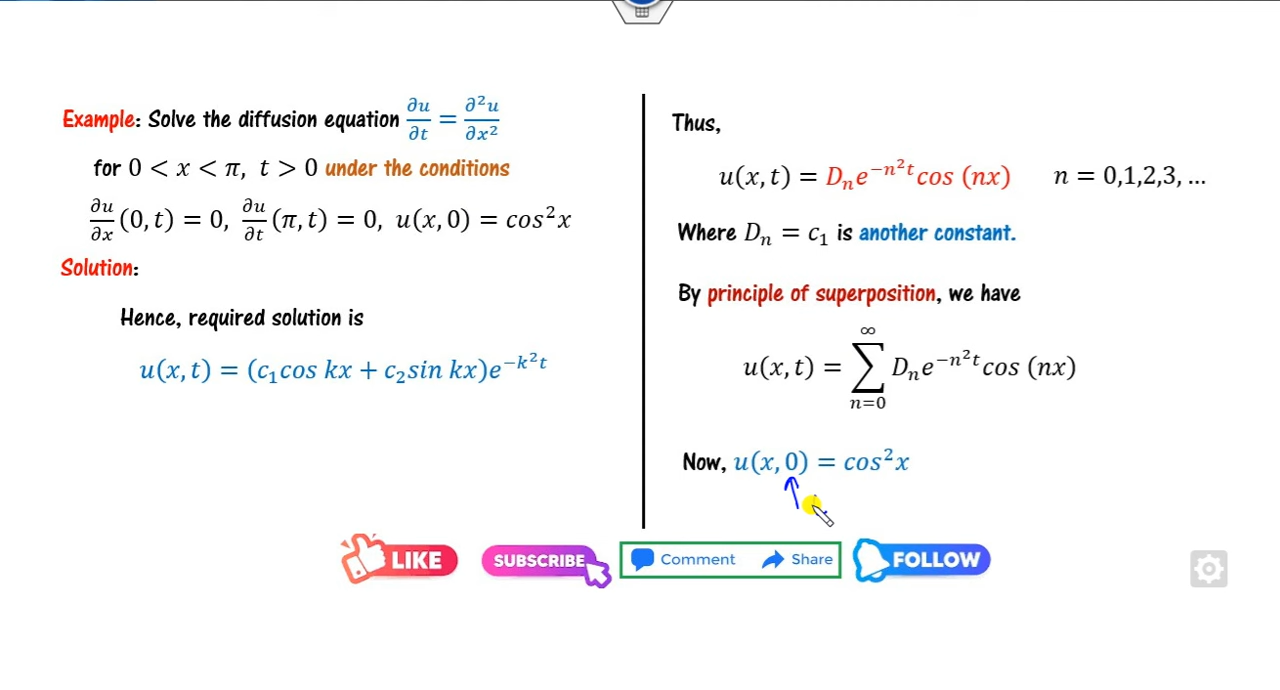 Example: Solve the diffusion equation ∂u/∂t = ∂²u/∂x²
for 0 < x < π, t > 0 under the conditions
∂u/∂x (0, t) = 0, ∂u/∂t (π, t) = 0, u(x, 0) = cos²x
Solution:
Hence, required solution is
u(x, t) = (c₁cos kx + c₂sin kx)e^(−k²t)
Thus,
u(x, t) = Dₙe^(−n²t)cos (nx) n = 0,1,2,3, ...
Where Dₙ = c₁ is another constant.
By principle of superposition, we have
u(x, t) = ∑_(n=0)^∞ Dₙe^(−n²t)cos (nx)
Now, u(x, 0) = cos²x
LIKE SUBSCRIBE Comment Share FOLLOW